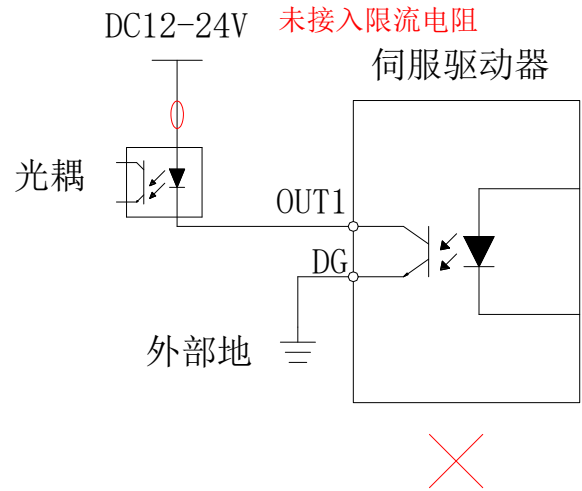 DC12-24V
未接入限流电阻
伺服驱动器
光耦
OUT1
DG
外部地